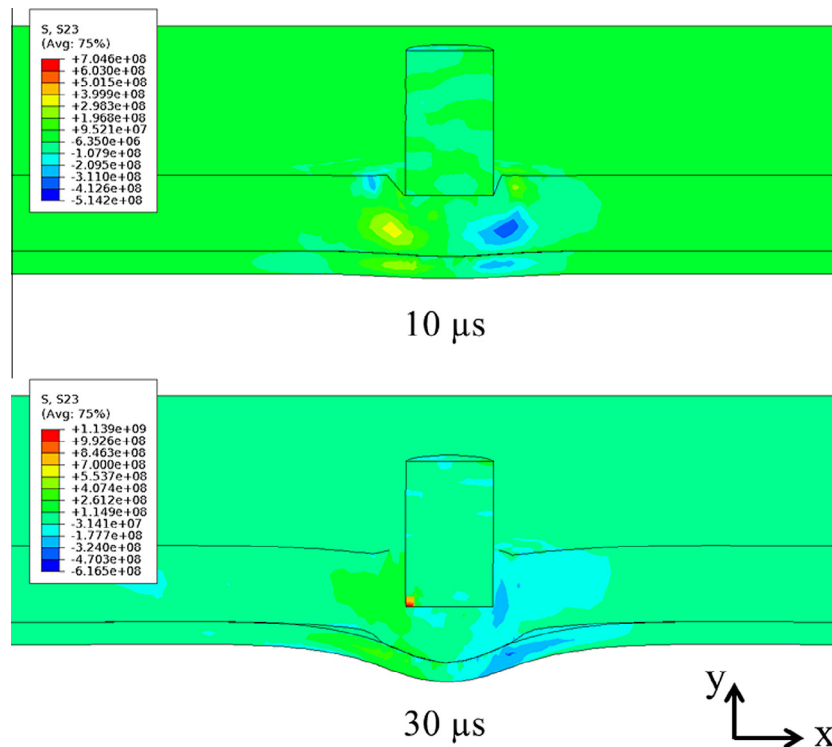 S, S23
(Avg: 75%)
+7.046e+08
+6.030e+08
+5.015e+08
+3.999e+08
+2.983e+08
+1.968e+08
+9.521e+07
-6.350e+06
-1.079e+08
-2.095e+08
-3.110e+08
-4.126e+08
-5.142e+08
10 μs
S, S23
(Avg: 75%)
+1.139e+09
+9.926e+08
+8.463e+08
+7.000e+08
+5.537e+08
+4.074e+08
+2.612e+08
+1.149e+08
-3.141e+07
-1.777e+08
-3.240e+08
-4.703e+08
-6.165e+08
30 μs
y
x